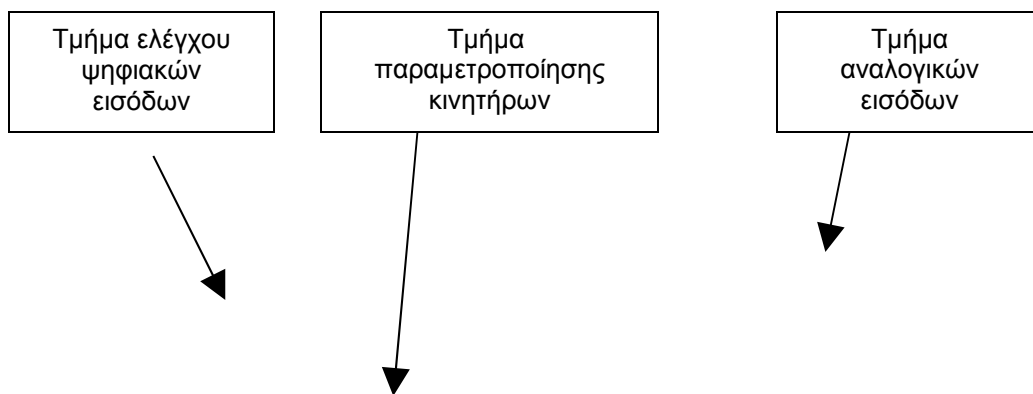 Τμήμα ελέγχου
ψηφιακών
εισόδων
Τμήμα
παραμετροποίησης
κινητήρων
Τμήμα
αναλογικών
εισόδων